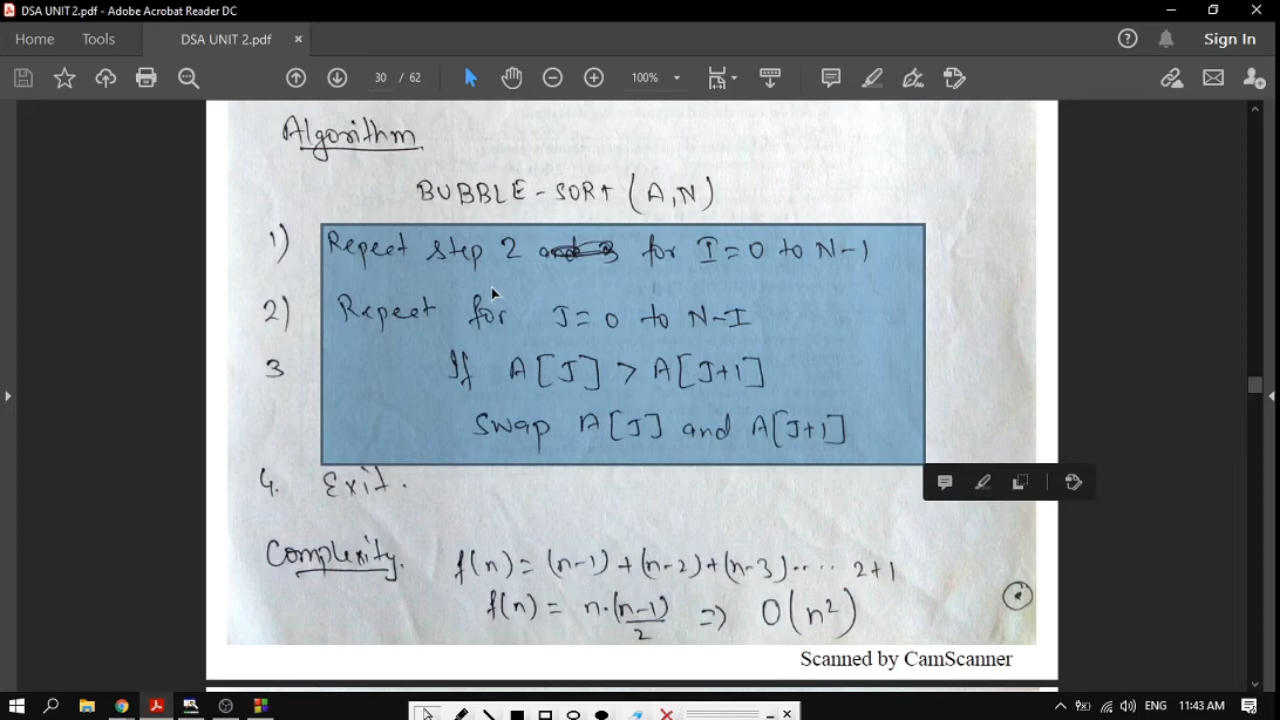 DSA UNIT 2.pdf - Adobe Acrobat Reader DC
Home Tools DSA UNIT 2.pdf × Sign In
30 / 62 100%
Algorithm
BUBBLE-SORT (A,N)
1) Repeat step 2 for I=0 to N-1
2) Repeat for J=0 to N-I
3 If A[J] > A[J+1]
Swap A[J] and A[J+1]
4. Exit.
Complexity. f(n) = (n-1)+(n-2)+(n-3)..... 2+1
f(n) = n.(n-1)/2 => O(n²)
Scanned by CamScanner
ENG 11:43 AM